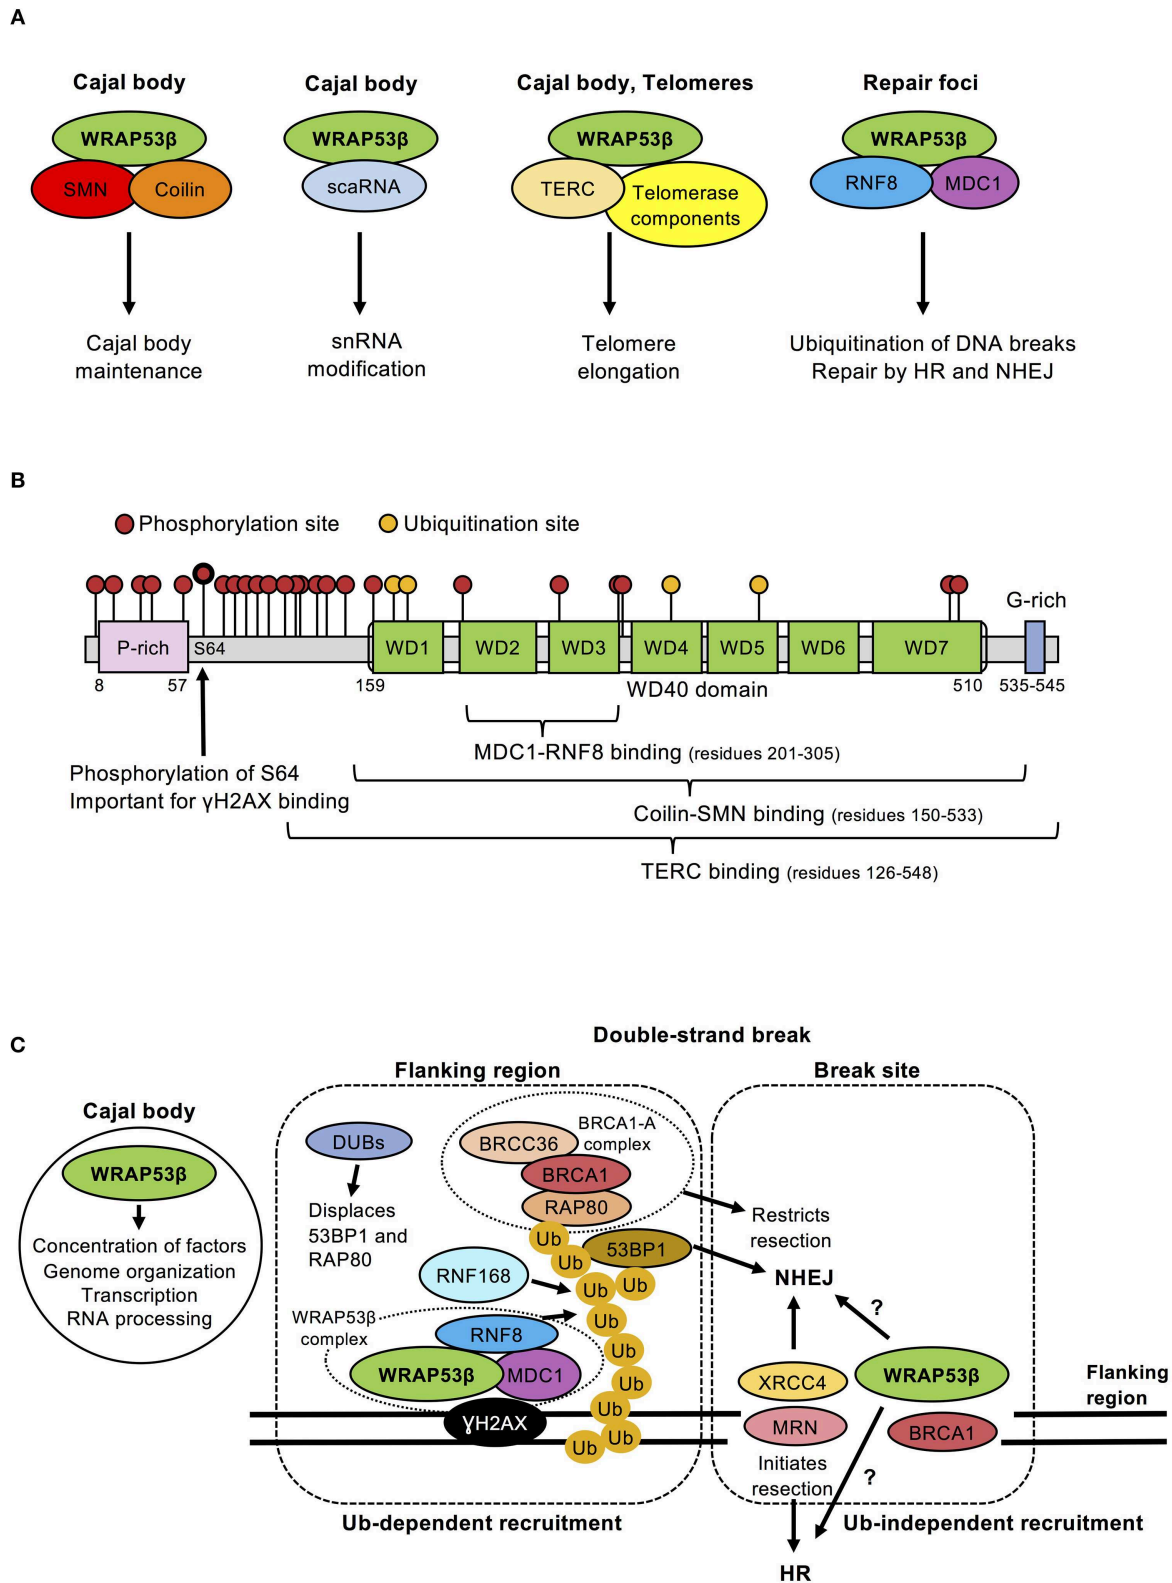 A
Cajal body
WRAP53β
SMN
Coilin
Cajal body
maintenance
Cajal body
WRAP53β
scaRNA
snRNA
modification
Cajal body, Telomeres
WRAP53β
TERC
Telomerase
components
Telomere
elongation
Repair foci
WRAP53β
RNF8
MDC1
Ubiquitination of DNA breaks
Repair by HR and NHEJ
B
Phosphorylation site
Ubiquitination site
G-rich
P-rich
S64
WD1
WD2
WD3
WD4
WD5
WD6
WD7
8
57
159
WD40 domain
510
535-545
MDC1-RNF8 binding (residues 201-305)
Phosphorylation of S64
Important for γH2AX binding
Coilin-SMN binding (residues 150-533)
TERC binding (residues 126-548)
C
Double-strand break
Flanking region
Break site
Cajal body
WRAP53β
Concentration of factors
Genome organization
Transcription
RNA processing
DUBs
Displaces
53BP1 and
RAP80
BRCA1-A
complex
BRCC36
BRCA1
RAP80
Ub
Ub
53BP1
RNF168
Ub
Ub
Ub
WRAP53β
complex
RNF8
WRAP53β
MDC1
Ub
Ub
Ub
Ub
Ub
γH2AX
Restricts
resection
NHEJ
?
XRCC4
WRAP53β
MRN
BRCA1
Initiates
resection
?
Flanking
region
Ub-dependent recruitment
Ub-independent recruitment
HR